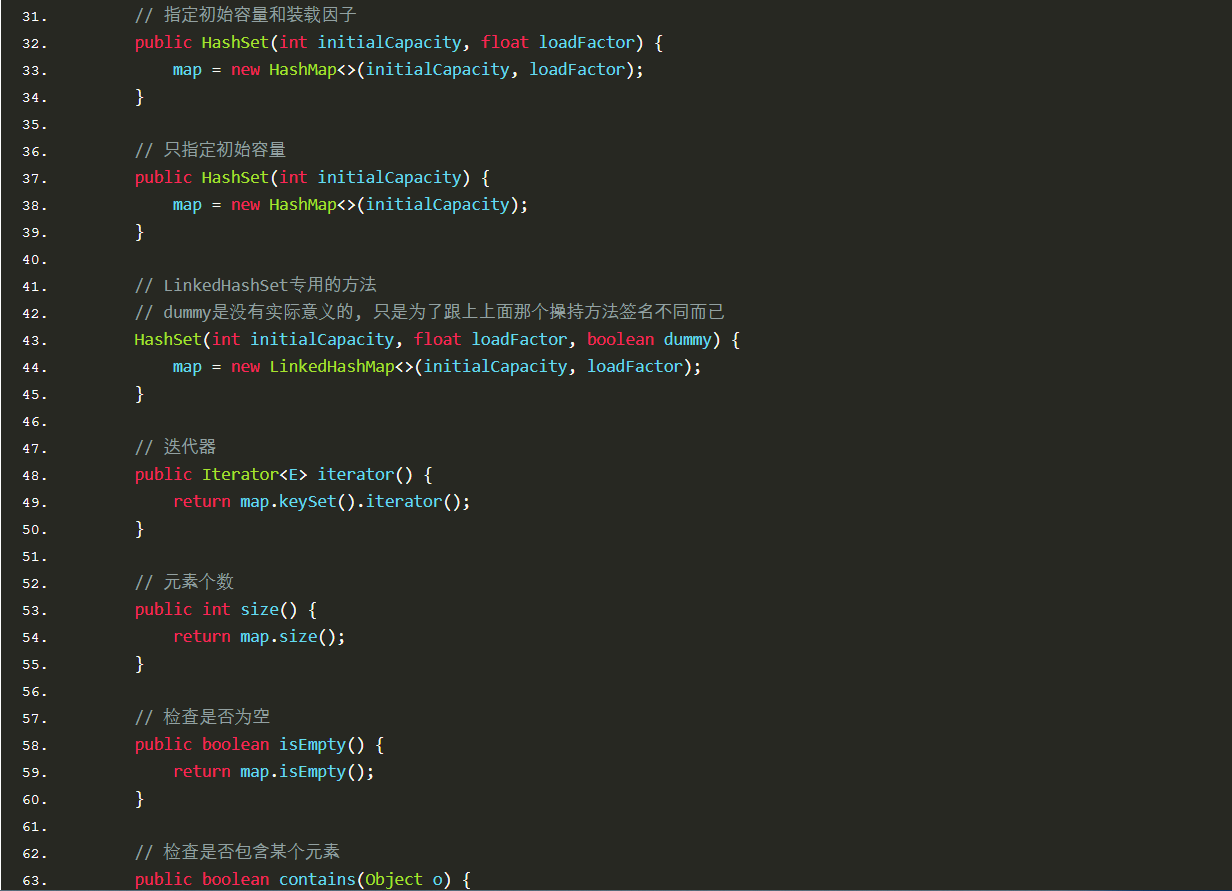 31. // 指定初始容量和装载因子
32. public HashSet(int initialCapacity, float loadFactor) {
33. map = new HashMap<>(initialCapacity, loadFactor);
34. }
35.
36. // 只指定初始容量
37. public HashSet(int initialCapacity) {
38. map = new HashMap<>(initialCapacity);
39. }
40.
41. // LinkedHashSet专用的方法
42. // dummy是没有实际意义的, 只是为了跟上上面那个操持方法签名不同而已
43. HashSet(int initialCapacity, float loadFactor, boolean dummy) {
44. map = new LinkedHashMap<>(initialCapacity, loadFactor);
45. }
46.
47. // 迭代器
48. public Iterator<E> iterator() {
49. return map.keySet().iterator();
50. }
51.
52. // 元素个数
53. public int size() {
54. return map.size();
55. }
56.
57. // 检查是否为空
58. public boolean isEmpty() {
59. return map.isEmpty();
60. }
61.
62. // 检查是否包含某个元素
63. public boolean contains(Object o) {